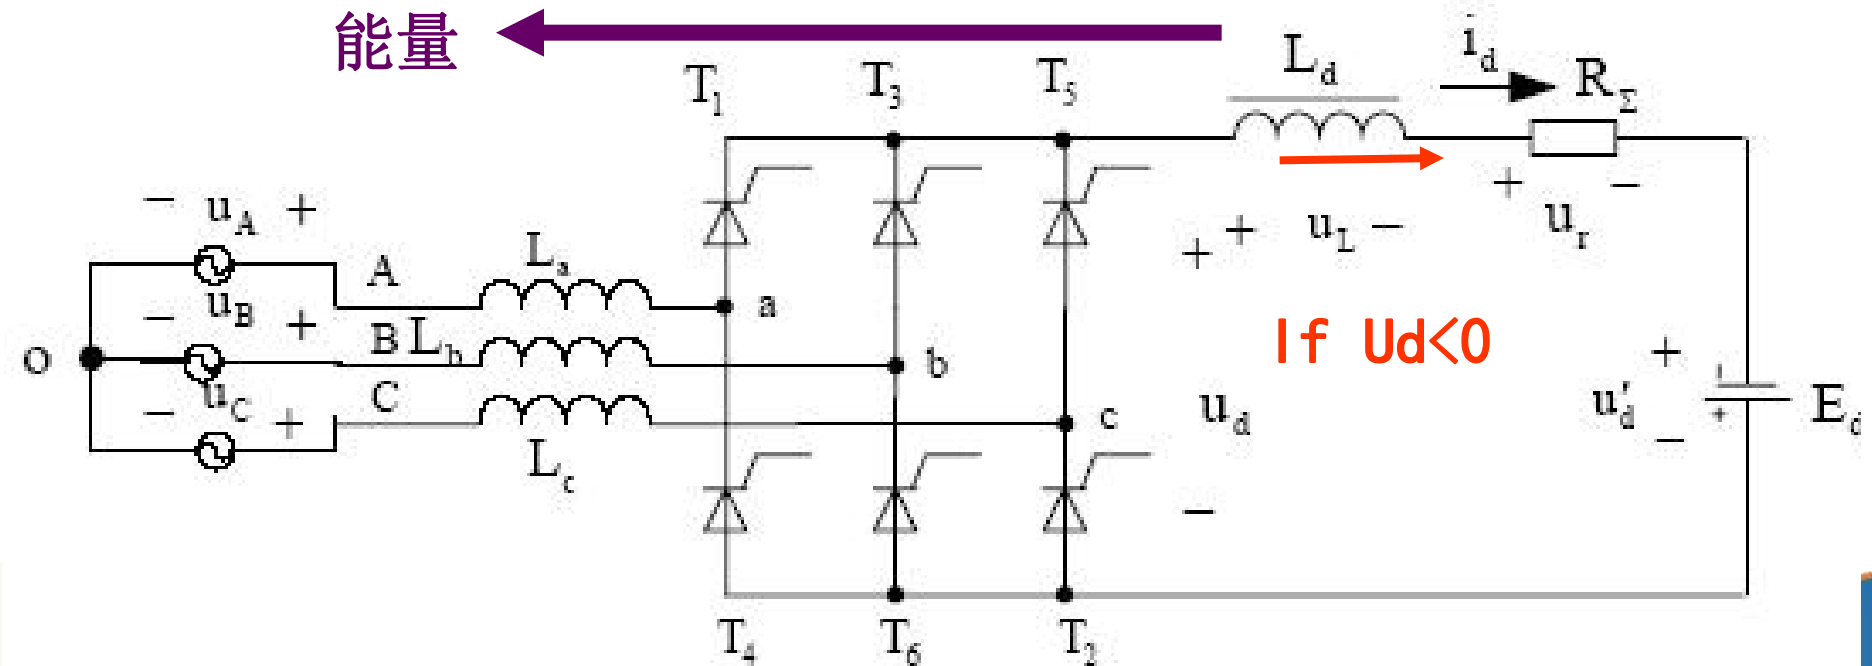 能量
T1 T3 T5 Ld id RΣ
− uA + A La a
+ + uL − + ur −
− uB + B Lb b
If Ud<0
O
− uC + C Lc c
ud
+ u'd − Ed
−
T4 T6 T2